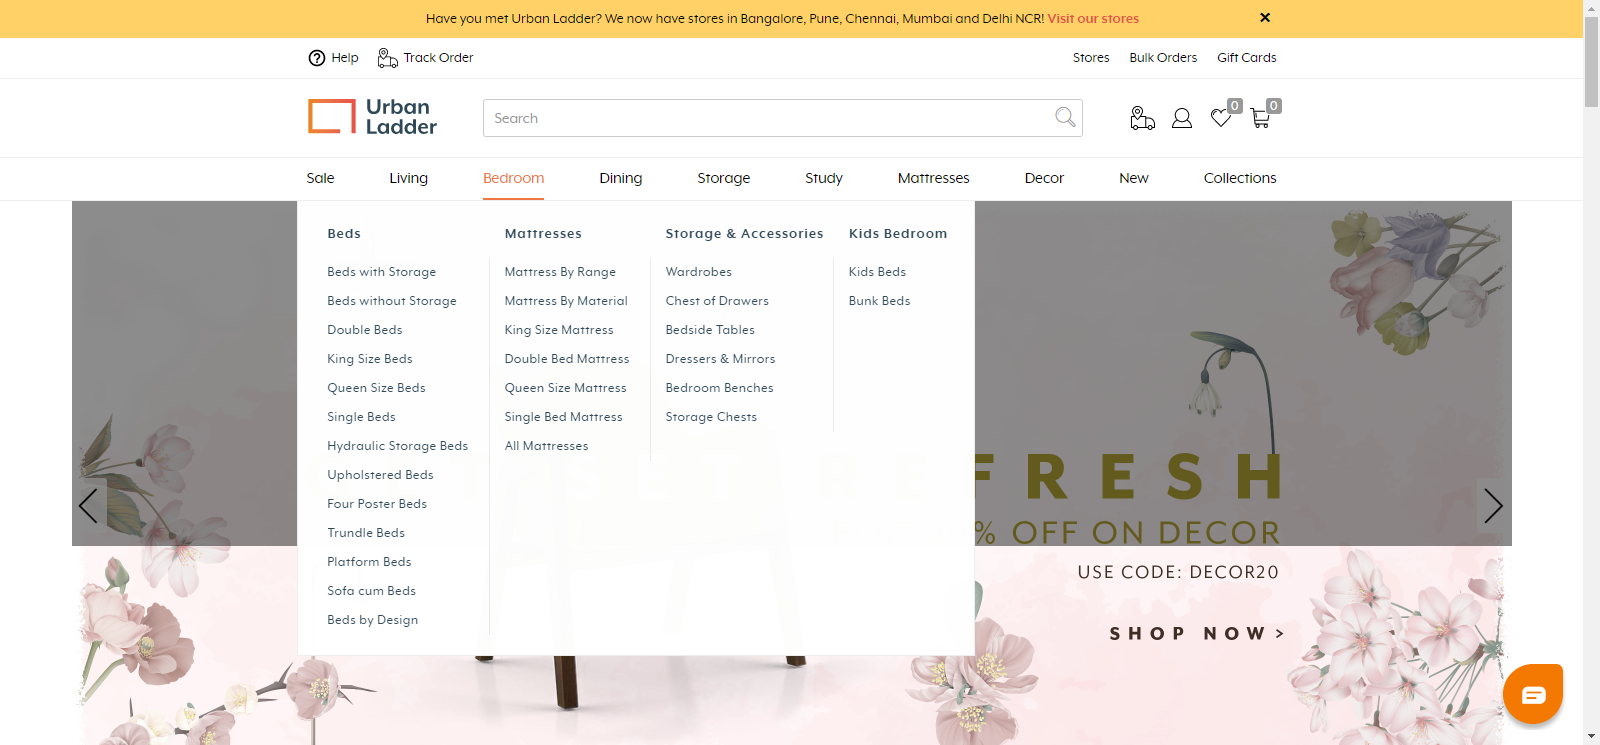 Have you met Urban Ladder? We now have stores in Bangalore, Pune, Chennai, Mumbai and Delhi NCR! Visit our stores
Help
Track Order
Stores
Bulk Orders
Gift Cards
Urban
Ladder
Search
0
0
Sale
Living
Bedroom
Dining
Storage
Study
Mattresses
Decor
New
Collections
Beds
Beds with Storage
Beds without Storage
Double Beds
King Size Beds
Queen Size Beds
Single Beds
Hydraulic Storage Beds
Upholstered Beds
Four Poster Beds
Trundle Beds
Platform Beds
Sofa cum Beds
Beds by Design
Mattresses
Mattress By Range
Mattress By Material
King Size Mattress
Double Bed Mattress
Queen Size Mattress
Single Bed Mattress
All Mattresses
Storage & Accessories
Wardrobes
Chest of Drawers
Bedside Tables
Dressers & Mirrors
Bedroom Benches
Storage Chests
Kids Bedroom
Kids Beds
Bunk Beds
FRESH
% OFF ON DECOR
USE CODE: DECOR20
SHOP NOW >